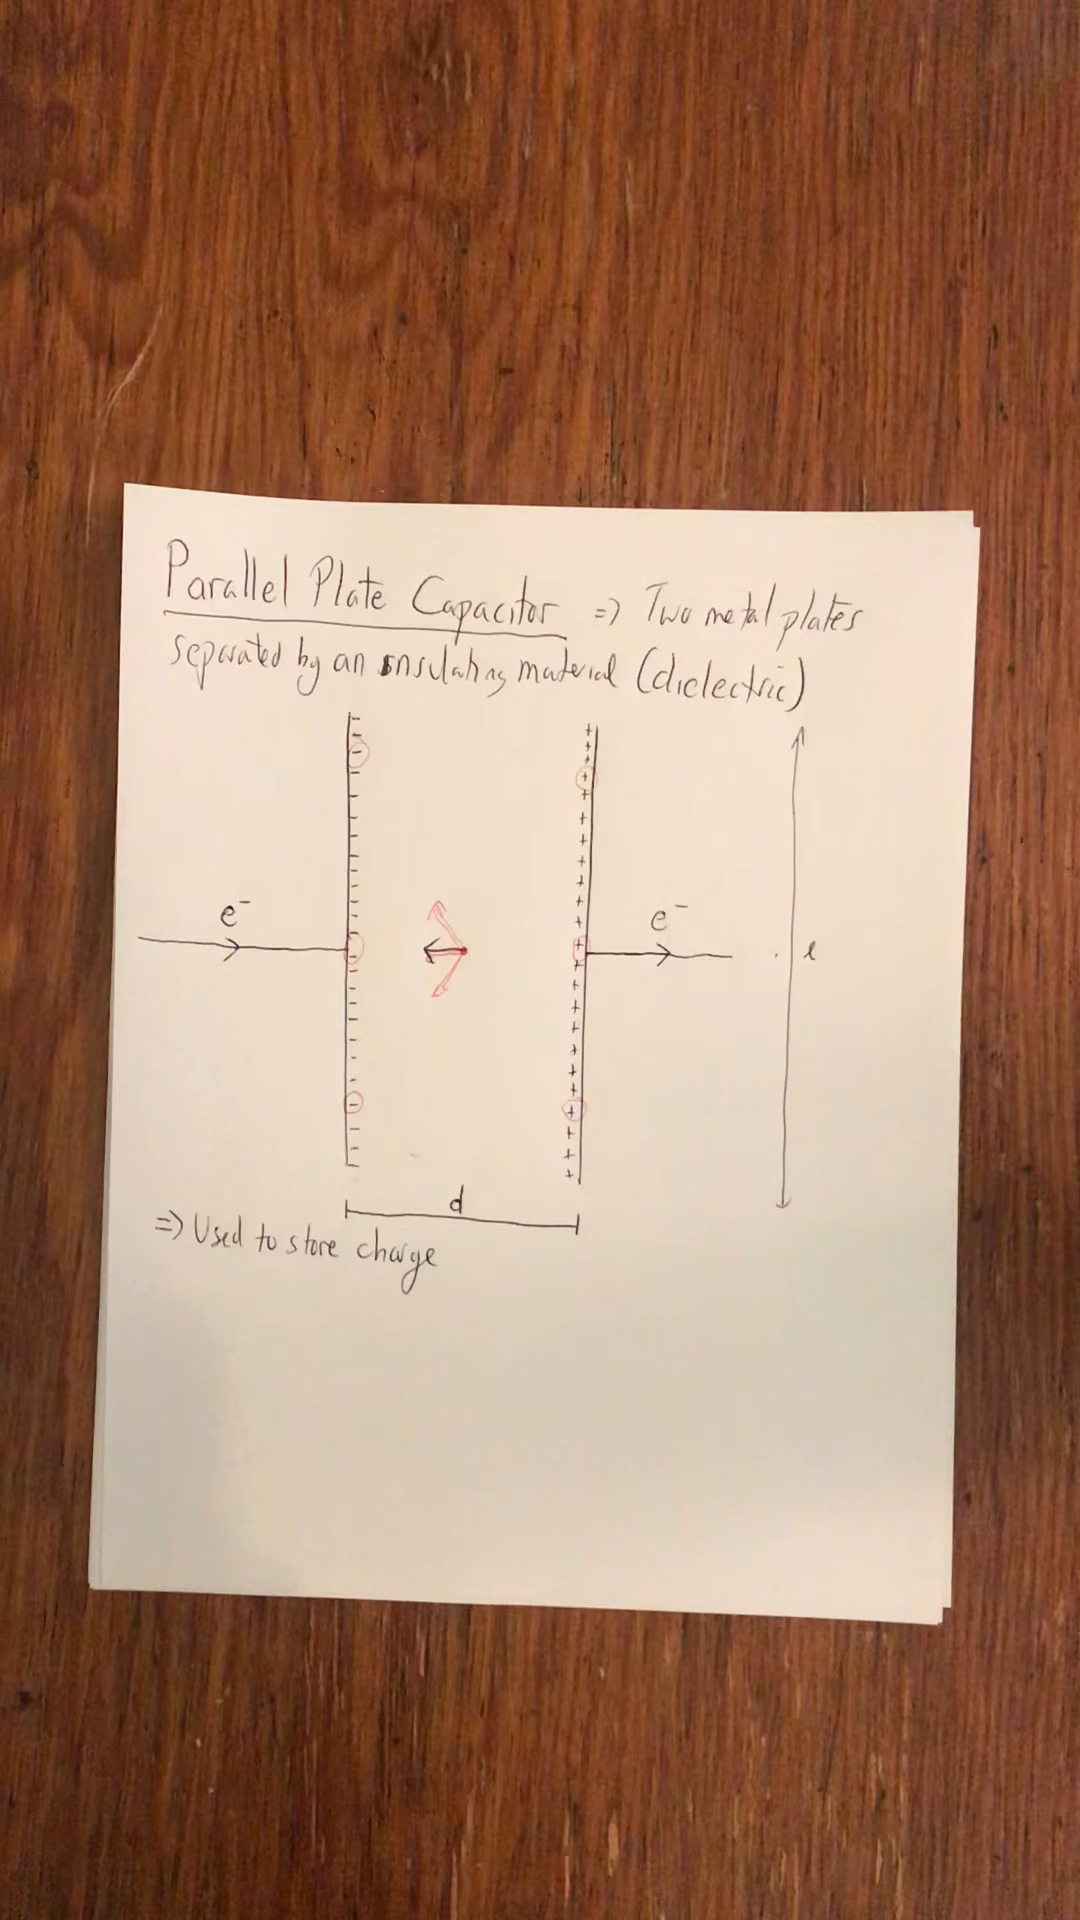 Parallel Plate Capacitor => Two metal plates
separated by an insulating material (dielectric)
e⁻ e⁻
l
d
=> Used to store charge